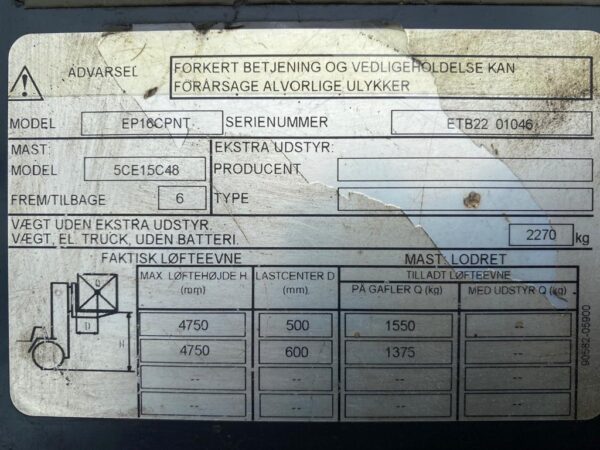 ADVARSEL
FORKERT BETJENING OG VEDLIGEHOLDELSE KAN
FORÅRSAGE ALVORLIGE ULYKKER
MODEL EP16CPNT SERIENUMMER ETB22 01046
MAST: EKSTRA UDSTYR:
MODEL 5CE15C48 PRODUCENT
FREM/TILBAGE 6 TYPE
VÆGT UDEN EKSTRA UDSTYR.
VÆGT, EL. TRUCK, UDEN BATTERI. 2270 kg
FAKTISK LØFTEEVNE MAST: LODRET
MAX. LØFTEHØJDE H. LASTCENTER D TILLADT LØFTEEVNE
(mm) (mm) PÅ GAFLER Q (kg) MED UDSTYR Q (kg)
4750 500 1550 --
4750 600 1375 --
-- -- -- --
-- -- -- --
Q
D
H
90562-05900